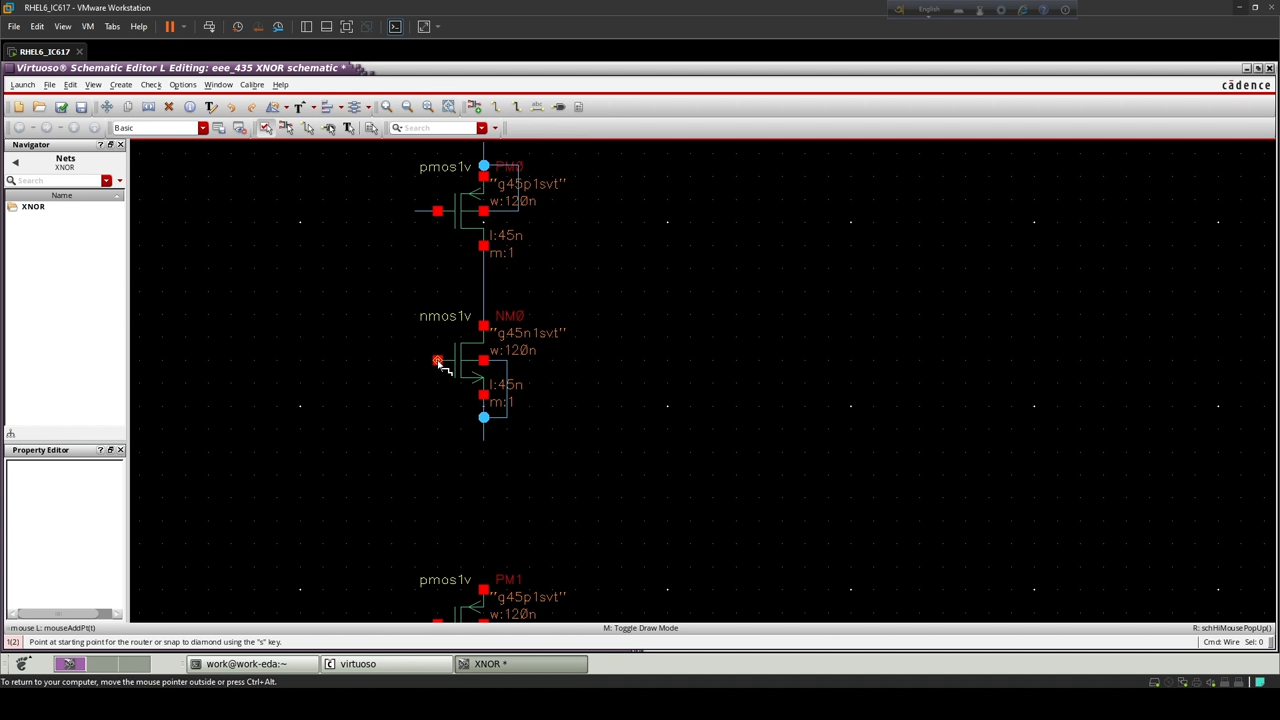 RHEL6_IC617 - VMware Workstation
English
File Edit View VM Tabs Help
RHEL6_IC617
Virtuoso® Schematic Editor L Editing: eee_435 XNOR schematic *
Launch File Edit View Create Check Options Window Calibre Help
cādence
Basic
Search
Navigator
Nets
XNOR
Search
Name
XNOR
Property Editor
pmos1v PM0
"g45p1svt"
w:120n
l:45n
m:1
nmos1v NM0
"g45n1svt"
w:120n
l:45n
m:1
pmos1v PM1
"g45p1svt"
w:120n
mouse L: mouseAddPt(t) M: Toggle Draw Mode R: schHiMousePopUp()
1(2) Point at starting point for the router or snap to diamond using the "s" key. Cmd: Wire Sel: 0
work@work-eda:~ virtuoso XNOR *
To return to your computer, move the mouse pointer outside or press Ctrl+Alt.